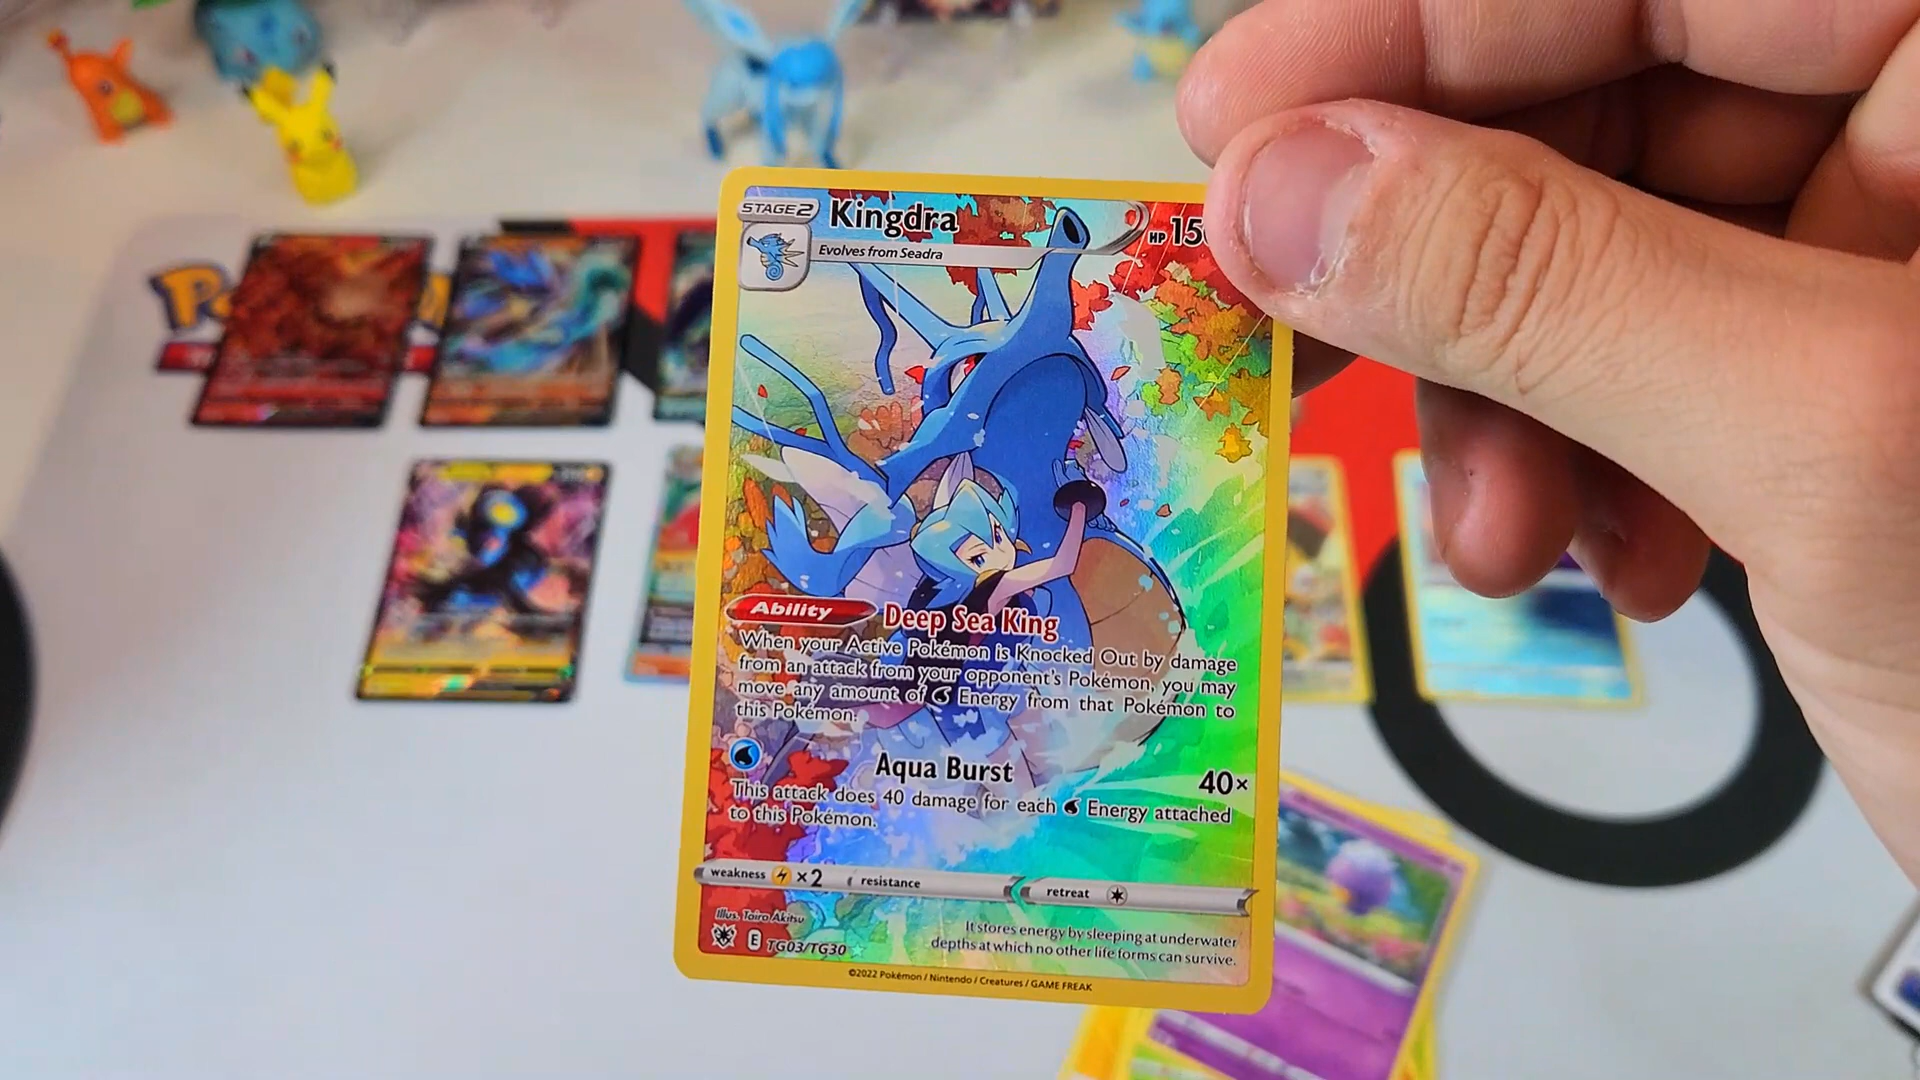 STAGE2
Kingdra
HP 15
Evolves from Seadra
Ability Deep Sea King
When your Active Pokémon is Knocked Out by damage
from an attack from your opponent's Pokémon, you may
move any amount of Energy from that Pokémon to
this Pokémon.
Aqua Burst 40×
This attack does 40 damage for each Energy attached
to this Pokémon.
weakness ×2 resistance retreat
Illus. Taira Akitsu
E TG03/TG30
It stores energy by sleeping at underwater
depths at which no other life forms can survive.
©2022 Pokémon / Nintendo / Creatures / GAME FREAK